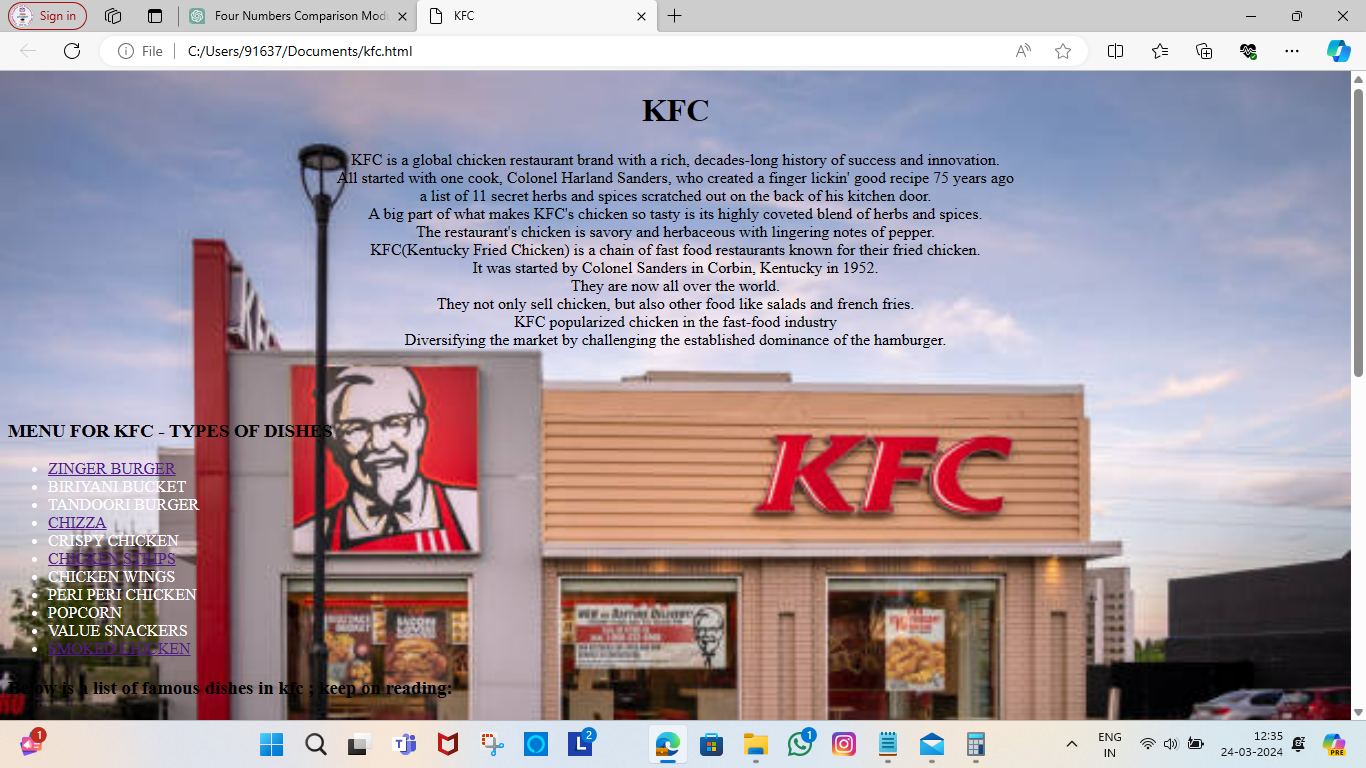 Sign in
Four Numbers Comparison Mod
KFC
File
C:/Users/91637/Documents/kfc.html
KFC
KFC is a global chicken restaurant brand with a rich, decades-long history of success and innovation.
All started with one cook, Colonel Harland Sanders, who created a finger lickin' good recipe 75 years ago
a list of 11 secret herbs and spices scratched out on the back of his kitchen door.
A big part of what makes KFC's chicken so tasty is its highly coveted blend of herbs and spices.
The restaurant's chicken is savory and herbaceous with lingering notes of pepper.
KFC(Kentucky Fried Chicken) is a chain of fast food restaurants known for their fried chicken.
It was started by Colonel Sanders in Corbin, Kentucky in 1952.
They are now all over the world.
They not only sell chicken, but also other food like salads and french fries.
KFC popularized chicken in the fast-food industry
Diversifying the market by challenging the established dominance of the hamburger.
KFC
MENU FOR KFC - TYPES OF DISHES
ZINGER BURGER
BIRIYANI BUCKET
TANDOORI BURGER
CHIZZA
CRISPY CHICKEN
CHICKEN STRIPS
CHICKEN WINGS
PERI PERI CHICKEN
POPCORN
VALUE SNACKERS
SMOKED CHICKEN
Below is a list of famous dishes in kfc ; keep on reading:
1
2
1
ENG
IN
12:35
24-03-2024
PRE